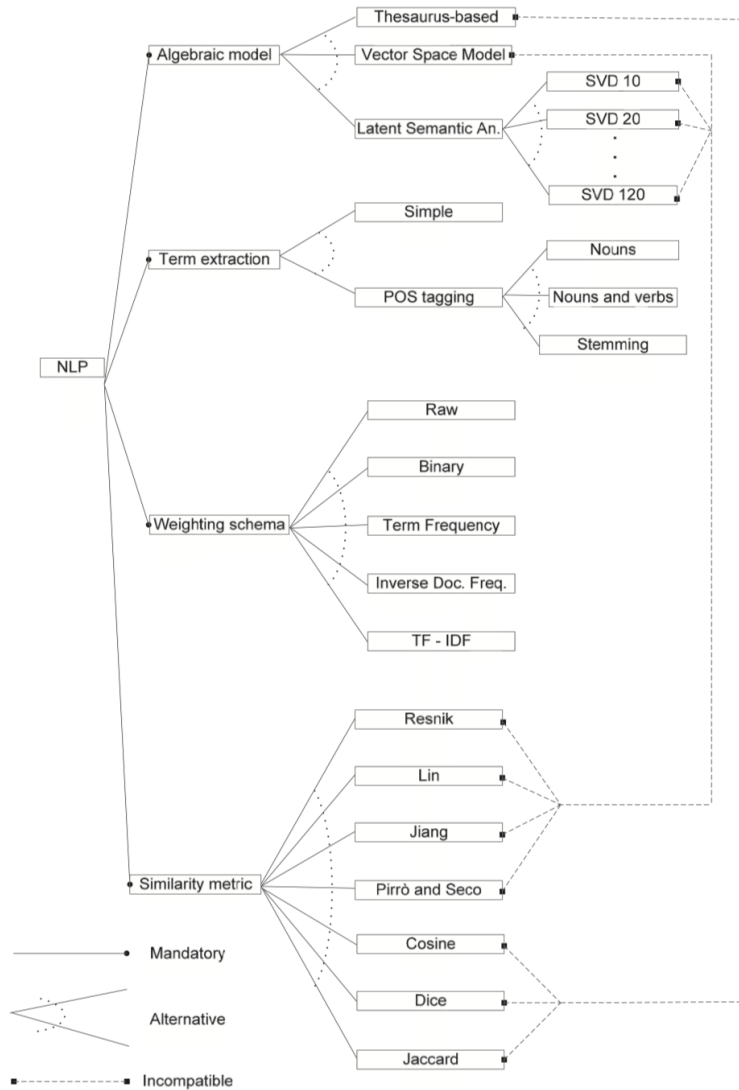 Thesaurus-based
Algebraic model
Vector Space Model
SVD 10
Latent Semantic An.
SVD 20
SVD 120
Simple
Term extraction
Nouns
POS tagging
Nouns and verbs
Stemming
NLP
Raw
Binary
Weighting schema
Term Frequency
Inverse Doc. Freq.
TF - IDF
Resnik
Lin
Jiang
Similarity metric
Pirrò and Seco
Cosine
Mandatory
Dice
Alternative
Jaccard
Incompatible